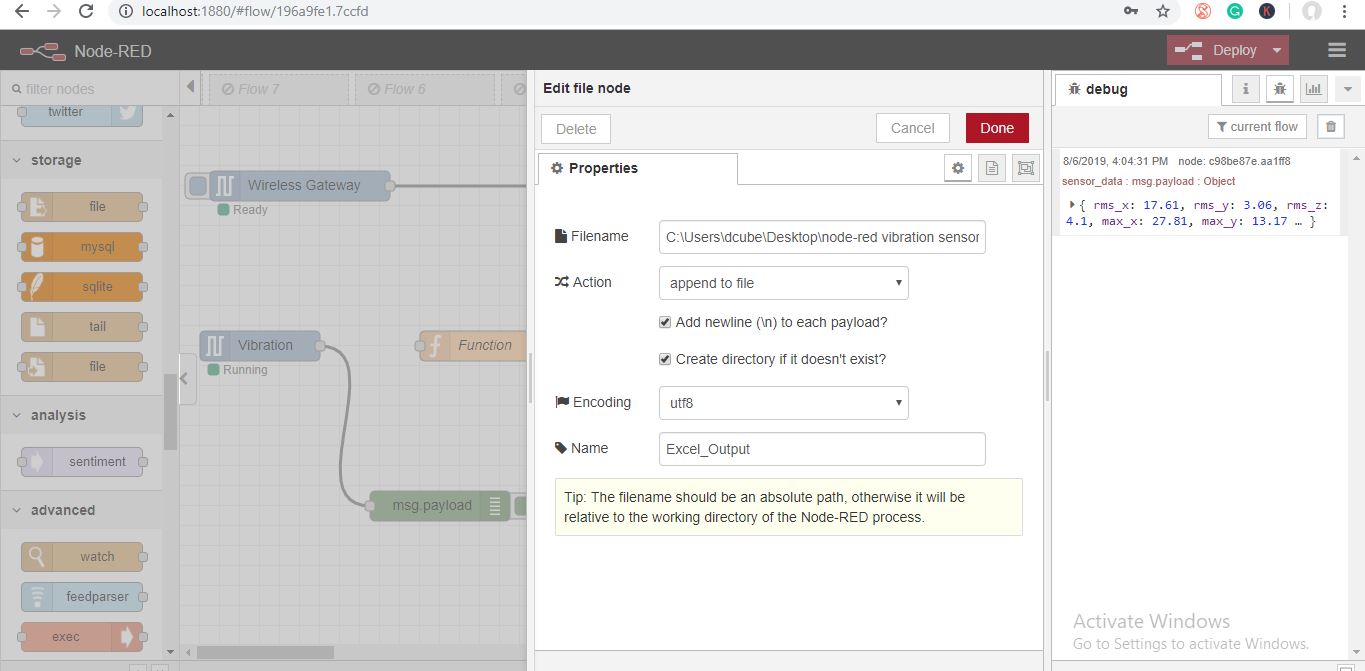 localhost:1880/#flow/196a9fe1.7ccfd
Node-RED
Deploy
filter nodes
Flow 7
Flow 6
twitter
storage
file
mysql
sqlite
tail
file
analysis
sentiment
advanced
watch
feedparser
exec
Wireless Gateway
Ready
Vibration
Running
Function
msg.payload
Edit file node
Delete
Cancel
Done
Properties
Filename
C:\Users\dcube\Desktop\node-red vibration sensor
Action
append to file
Add newline (\n) to each payload?
Create directory if it doesn't exist?
Encoding
utf8
Name
Excel_Output
Tip: The filename should be an absolute path, otherwise it will be
relative to the working directory of the Node-RED process.
debug
i
current flow
8/6/2019, 4:04:31 PM node: c98be87e.aa1ff8
sensor_data : msg.payload : Object
{ rms_x: 17.61, rms_y: 3.06, rms_z:
4.1, max_x: 27.81, max_y: 13.17 … }
Activate Windows
Go to Settings to activate Windows.